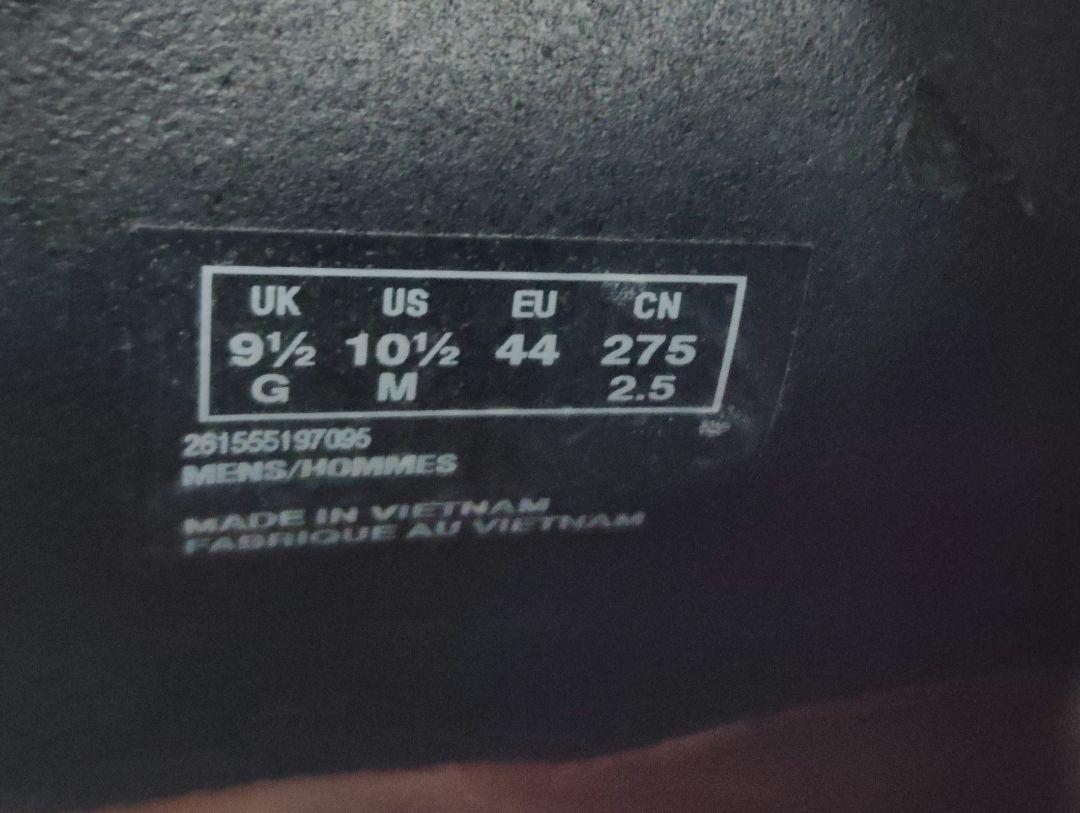 UK US EU CN
9½ 10½ 44 275
G M 2.5
261555197095
MENS/HOMMES
MADE IN VIETNAM
FABRIQUE AU VIETNAM